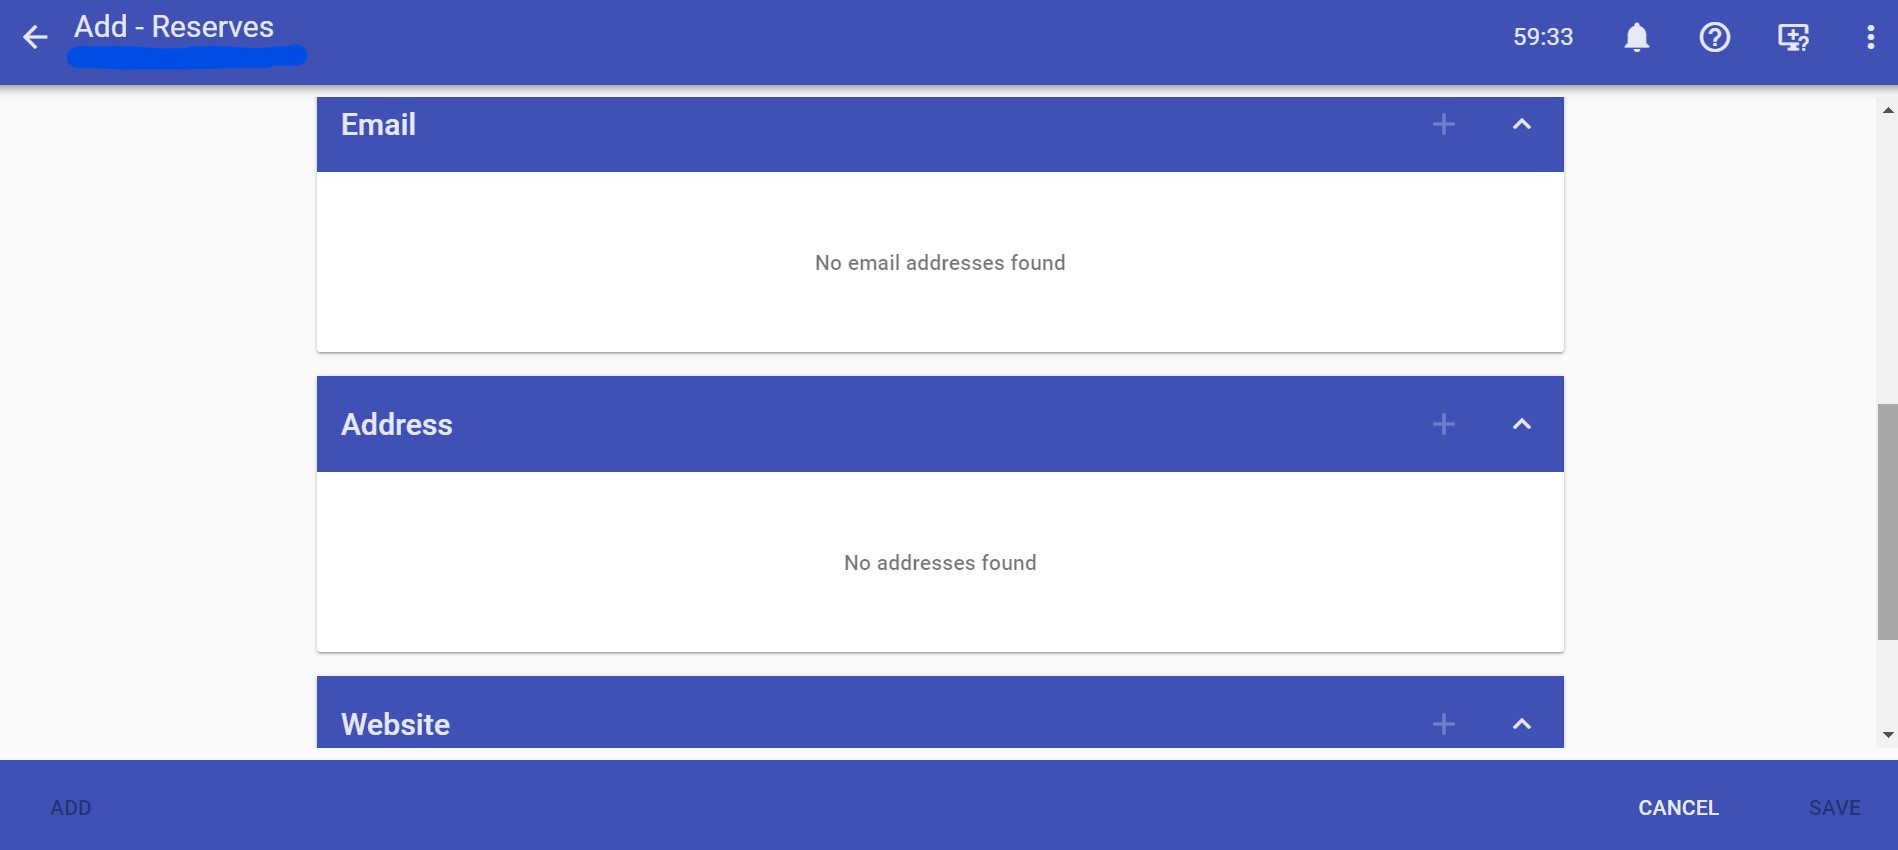 Add - Reserves
59:33
Email
No email addresses found
Address
No addresses found
Website
ADD
CANCEL
SAVE